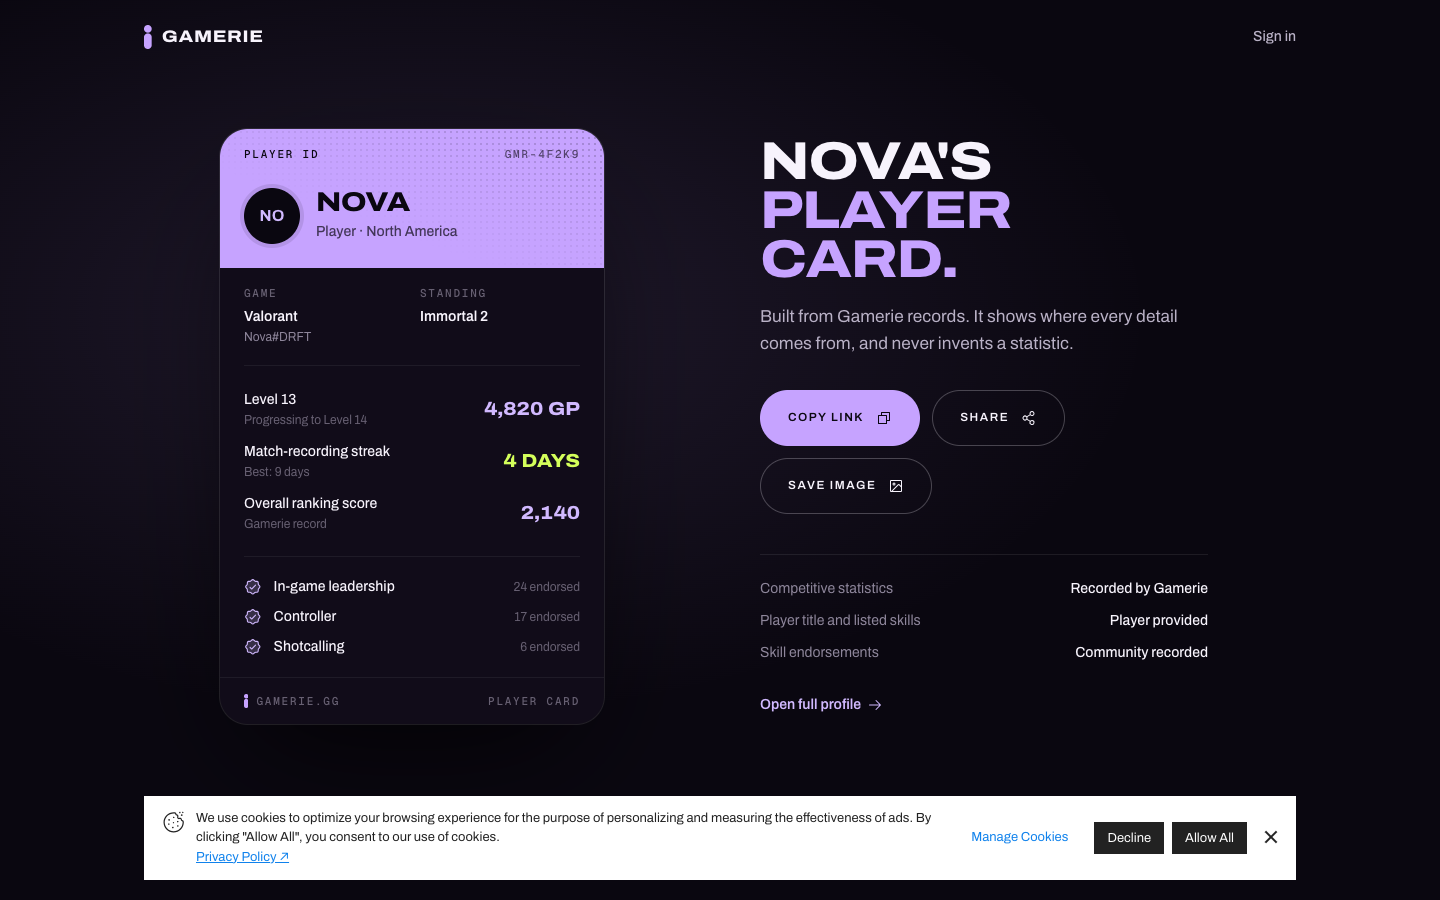 GAMERIE
Sign in
PLAYER ID
GMR-4F2K9
NO
NOVA
Player · North America
GAME
STANDING
Valorant
Immortal 2
Nova#DRFT
Level 13
Progressing to Level 14
4,820 GP
Match-recording streak
Best: 9 days
4 DAYS
Overall ranking score
Gamerie record
2,140
In-game leadership
24 endorsed
Controller
17 endorsed
Shotcalling
6 endorsed
GAMERIE.GG
PLAYER CARD
NOVA'S
PLAYER
CARD.
Built from Gamerie records. It shows where every detail
comes from, and never invents a statistic.
COPY LINK
SHARE
SAVE IMAGE
Competitive statistics
Recorded by Gamerie
Player title and listed skills
Player provided
Skill endorsements
Community recorded
Open full profile
We use cookies to optimize your browsing experience for the purpose of personalizing and measuring the effectiveness of ads. By
clicking "Allow All", you consent to our use of cookies.
Privacy Policy
Manage Cookies
Decline
Allow All